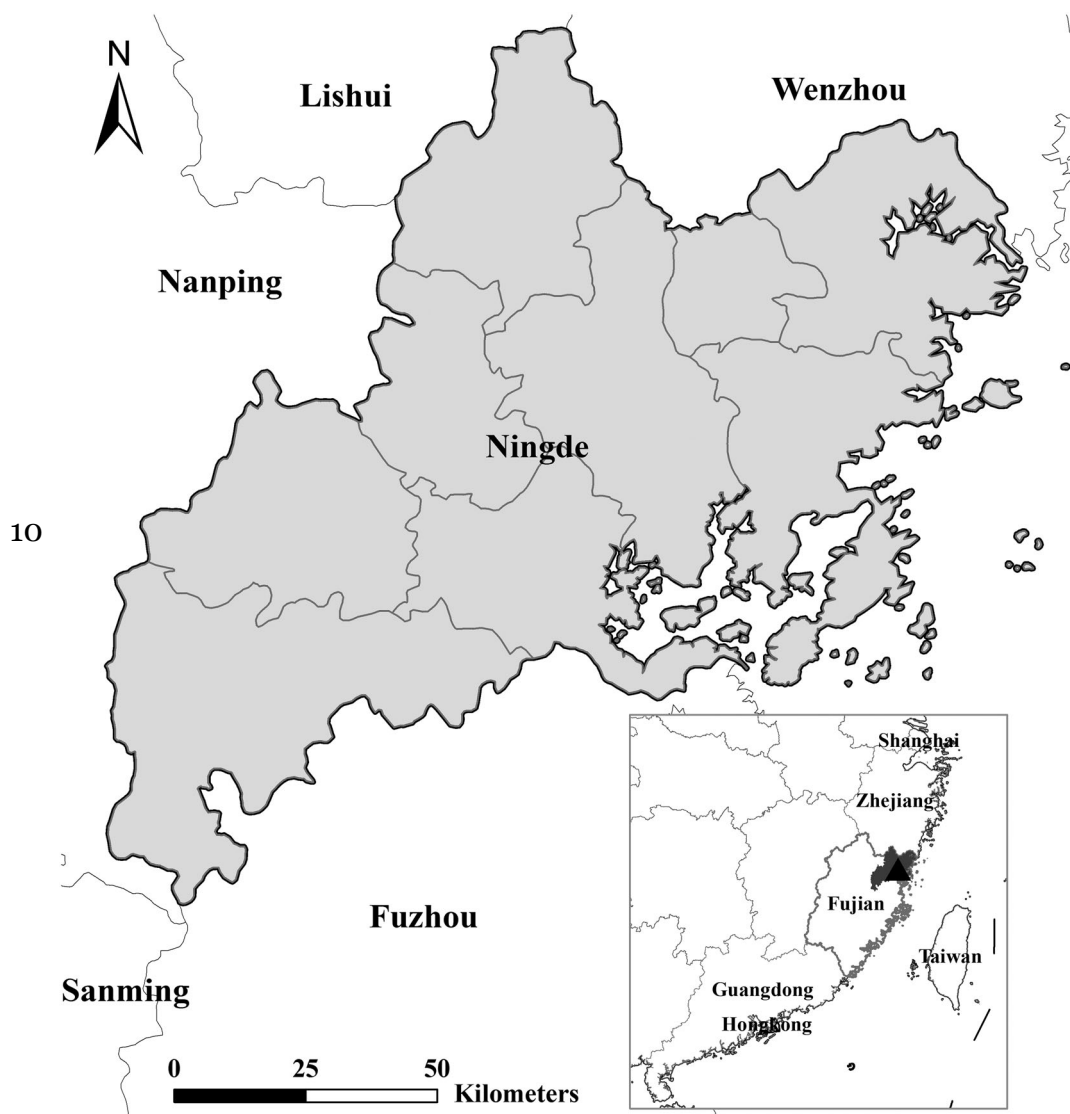 N
Lishui
Wenzhou
Nanping
Ningde
10
Shanghai
Zhejiang
Fujian
Fuzhou
Taiwan
Sanming
Guangdong
Hongkong
0 25 50
Kilometers